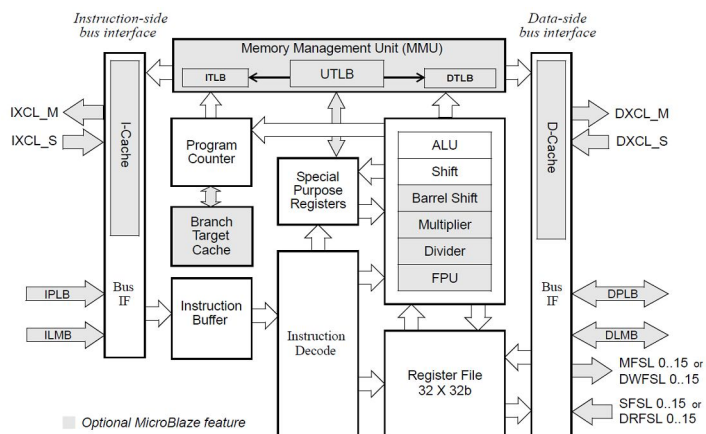 Instruction-side
bus interface
Data-side
bus interface
Memory Management Unit (MMU)
ITLB
UTLB
DTLB
IXCL_M
IXCL_S
I-Cache
D-Cache
DXCL_M
DXCL_S
Program
Counter
Special
Purpose
Registers
ALU
Shift
Barrel Shift
Multiplier
Divider
FPU
Branch
Target
Cache
Bus
IF
Bus
IF
IPLB
ILMB
Instruction
Buffer
Instruction
Decode
Register File
32 X 32b
DPLB
DLMB
MFSL 0..15 or
DWFSL 0..15
SFSL 0..15 or
DRFSL 0..15
Optional MicroBlaze feature